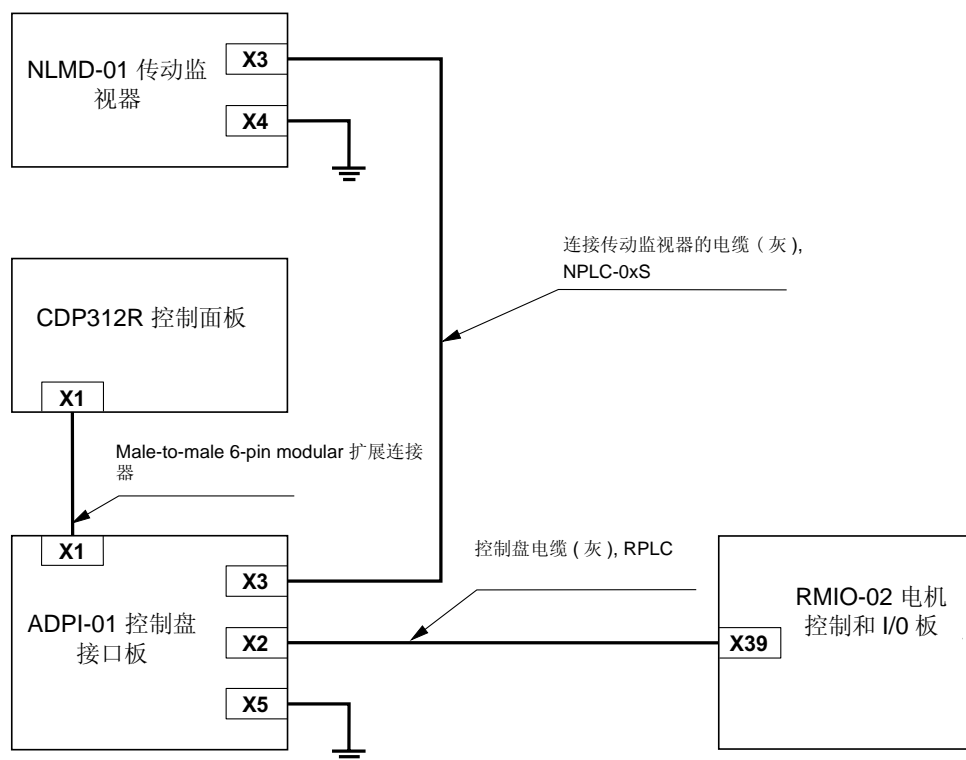 NLMD-01 传动监
视器
X3
X4
连接传动监视器的电缆（灰),
NPLC-0xS
CDP312R 控制面板
X1
Male-to-male 6-pin modular 扩展连接
器
X1
X3
ADPI-01 控制盘
接口板
X2
X5
控制盘电缆 ( 灰 ), RPLC
RMIO-02 电机
控制和 I/0 板
X39